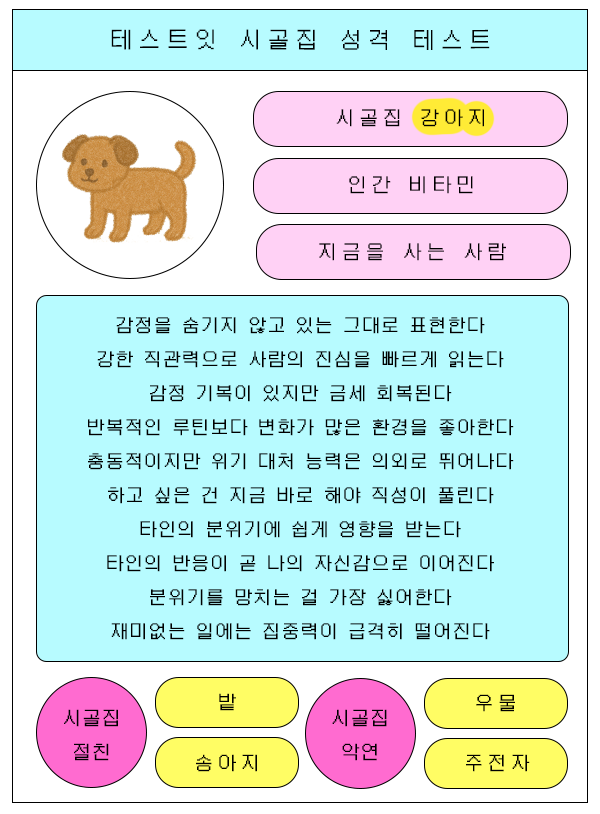 테스트잇 시골집 성격 테스트
시골집 강아지
인간 비타민
지금을 사는 사람
감정을 숨기지 않고 있는 그대로 표현한다
강한 직관력으로 사람의 진심을 빠르게 읽는다
감정 기복이 있지만 금세 회복된다
반복적인 루틴보다 변화가 많은 환경을 좋아한다
충동적이지만 위기 대처 능력은 의외로 뛰어나다
하고 싶은 건 지금 바로 해야 직성이 풀린다
타인의 분위기에 쉽게 영향을 받는다
타인의 반응이 곧 나의 자신감으로 이어진다
분위기를 망치는 걸 가장 싫어한다
재미없는 일에는 집중력이 급격히 떨어진다
시골집
절친
밭
송아지
시골집
악연
우물
주전자